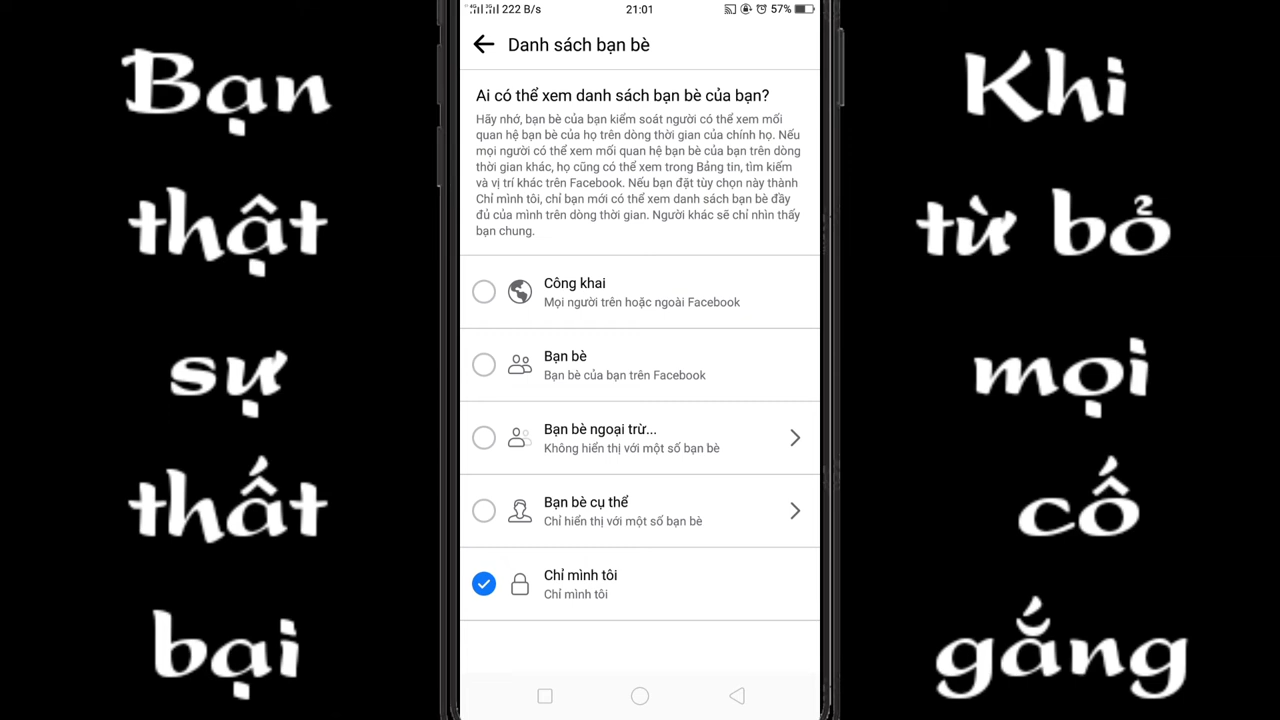 Bạn
thật
sự
thất
bại
4G 3G 222 B/s 21:01 57%
Danh sách bạn bè
Ai có thể xem danh sách bạn bè của bạn?
Hãy nhớ, bạn bè của bạn kiểm soát người có thể xem mối
quan hệ bạn bè của họ trên dòng thời gian của chính họ. Nếu
mọi người có thể xem mối quan hệ bạn bè của bạn trên dòng
thời gian khác, họ cũng có thể xem trong Bảng tin, tìm kiếm
và vị trí khác trên Facebook. Nếu bạn đặt tùy chọn này thành
Chỉ mình tôi, chỉ bạn mới có thể xem danh sách bạn bè đầy
đủ của mình trên dòng thời gian. Người khác sẽ chỉ nhìn thấy
bạn chung.
Công khai
Mọi người trên hoặc ngoài Facebook
Bạn bè
Bạn bè của bạn trên Facebook
Bạn bè ngoại trừ...
Không hiển thị với một số bạn bè
Bạn bè cụ thể
Chỉ hiển thị với một số bạn bè
Chỉ mình tôi
Chỉ mình tôi
Khi
từ bỏ
mọi
cố
gắng